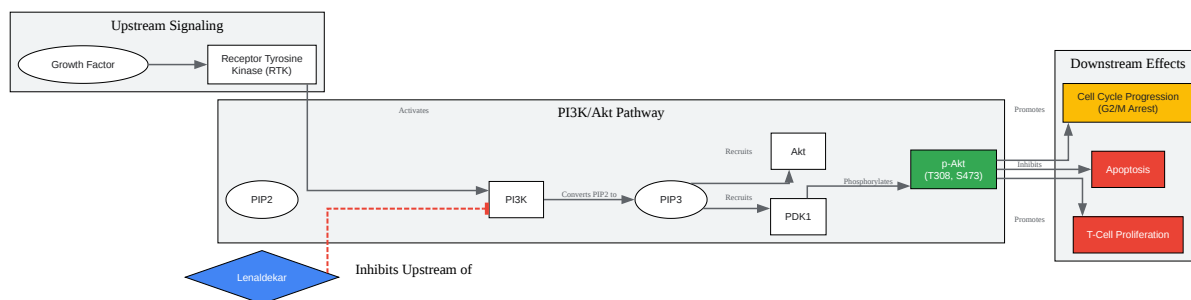 Upstream Signaling
Growth Factor
Receptor Tyrosine
Kinase (RTK)
Activates
PI3K/Akt Pathway
PIP2
PI3K
Converts PIP2 to
PIP3
Recruits
Akt
Recruits
PDK1
Phosphorylates
p-Akt
(T308, S473)
Promotes
Inhibits
Promotes
Downstream Effects
Cell Cycle Progression
(G2/M Arrest)
Apoptosis
T-Cell Proliferation
Lenaldekar
Inhibits Upstream of